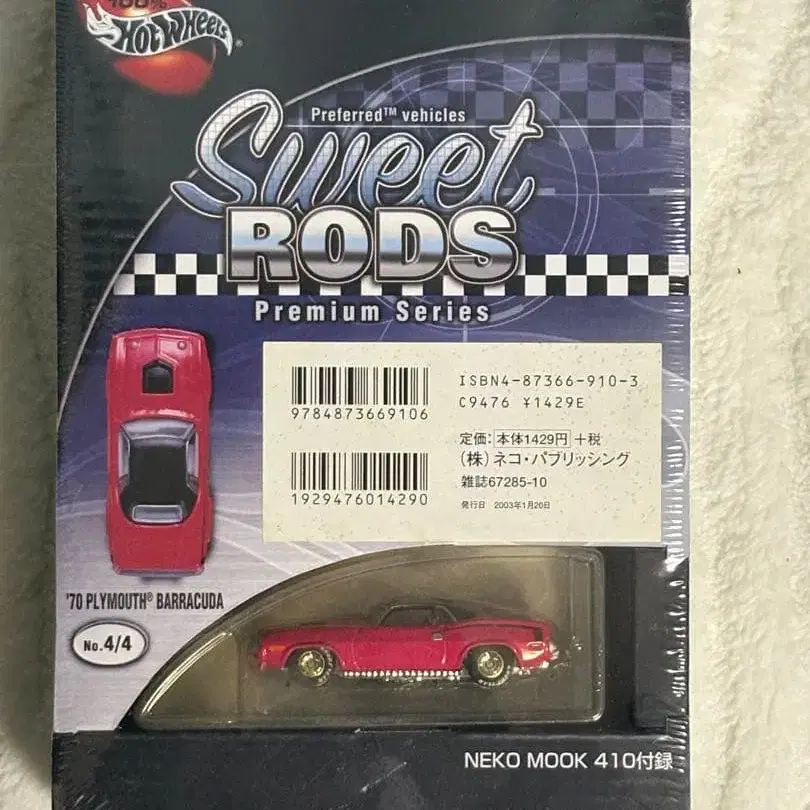 100%
Hot Wheels®
Preferred™ vehicles
Sweet
RODS
Premium Series
ISBN4-87366-910-3
C9476 ¥1429E
9784873669106
定価：本体1429円＋税
(株)ネコ・パブリッシング
雑誌67285-10
1929476014290
発行日 2003年1月20日
'70 PLYMOUTH® BARRACUDA
No.4/4
NEKO MOOK 410付録